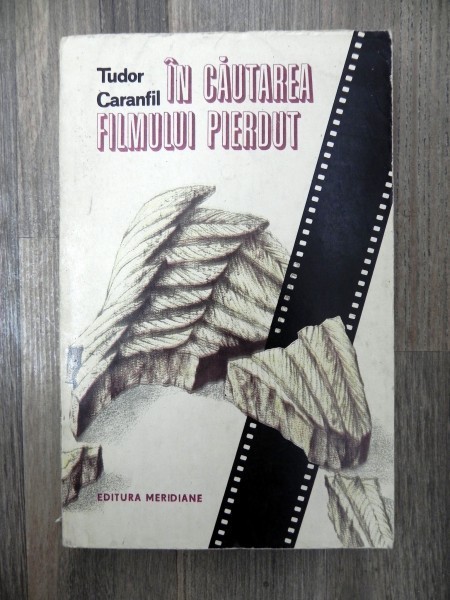 Tudor
Caranfil
ÎN CĂUTAREA
FILMULUI PIERDUT
EDITURA MERIDIANE